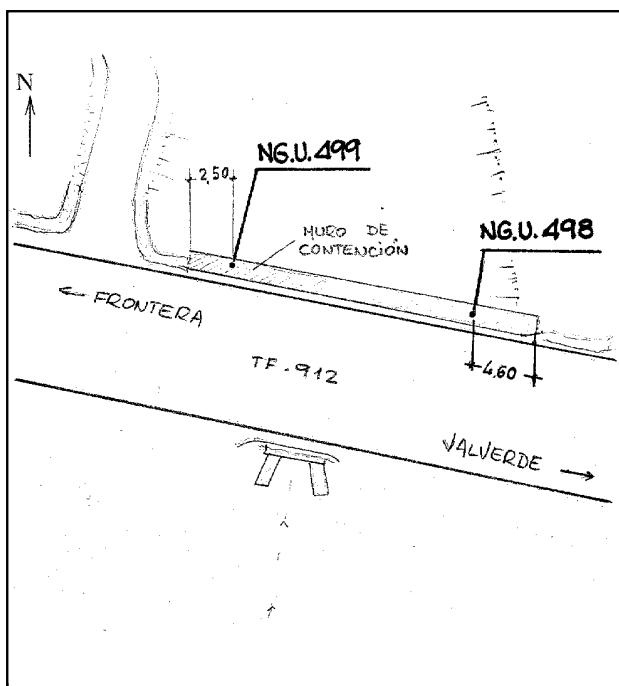 N
NG.U.499
2,50
NG.U.498
MURO DE
CONTENCIÓN
← FRONTERA
4,60
TF-912
VALVERDE →